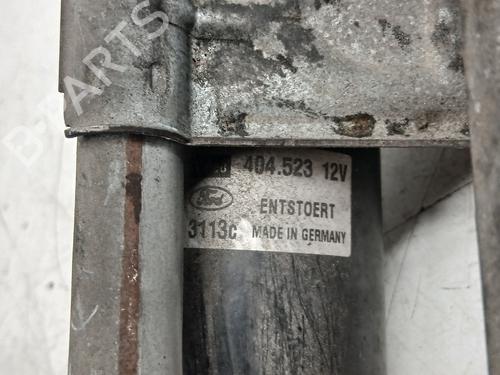 B-PARTS
404.523 12V
Ford
ENTSTOERT
3113c MADE IN GERMANY